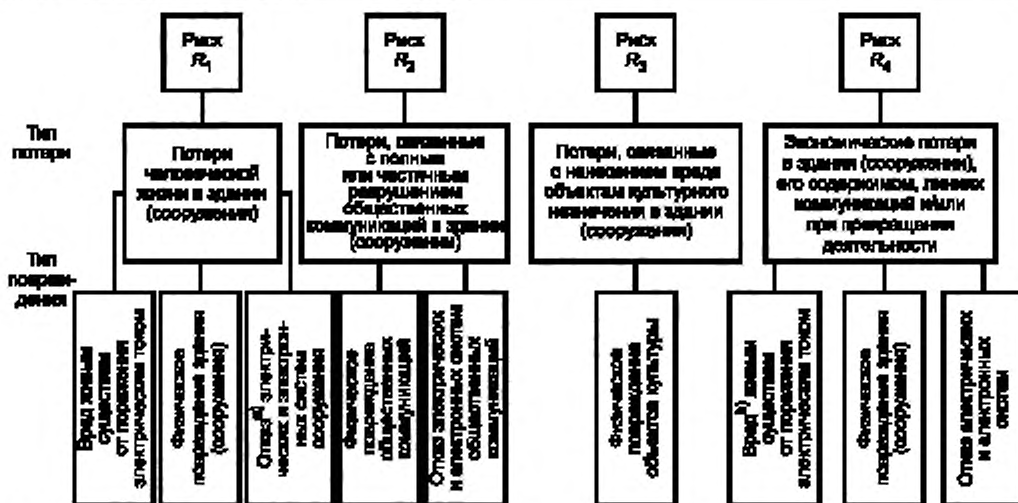 Риск
R1
Риск
R2
Риск
R3
Риск
R4
Тип
потери
Потери
человеческой
жизни в здании
(сооружения)
Потери, связанные
с полным
или частичным
разрушением
общественных
коммуникаций в здании
(сооружении)
Потери, связанные
с нанесением вреда
объектам культурного
назначения в здании
(сооружения)
Экономические потери
в здания (сооружении),
его содержимом, линиях
коммуникаций и/или
при прекращения
деятельности
Тип
повреж-
дения
Вред живым
существам
от поражения
электрическим током
Физическое
повреждение здания
(сооружения)
Отказ a) электри-
ческих и электрон-
ных систем
сооружения
Физическое
повреждение
общественных
коммуникаций
Отказ электрических
и электронных систем
общественных
коммуникаций
Физическое
повреждение
объектов культуры
Вред b) живым
существам
от поражения
электрическим током
Физическое
повреждение здания
(сооружения)
Отказ электрических
и электронных
систем